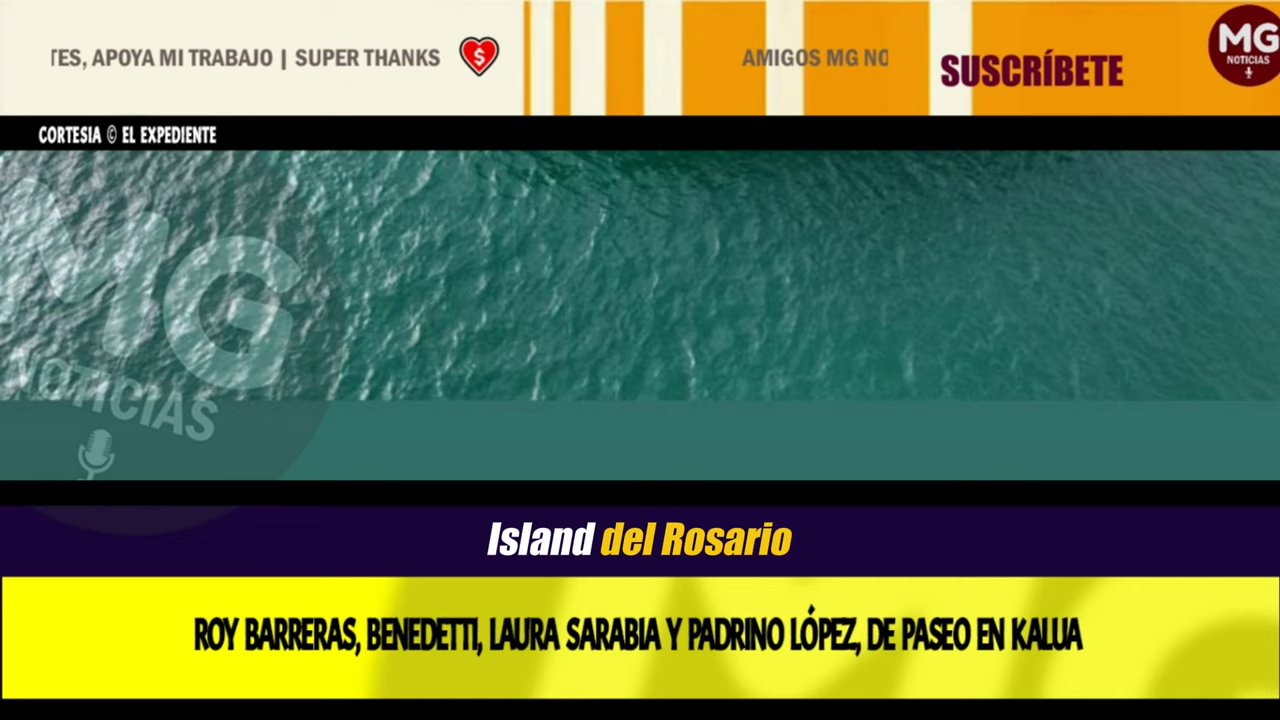 TES, APOYA MI TRABAJO | SUPER THANKS
$
AMIGOS MG NO
SUSCRÍBETE
MG
NOTICIAS
CORTESIA © EL EXPEDIENTE
MG
NOTICIAS
Island del Rosario
ROY BARRERAS, BENEDETTI, LAURA SARABIA Y PADRINO LÓPEZ, DE PASEO EN KALUA